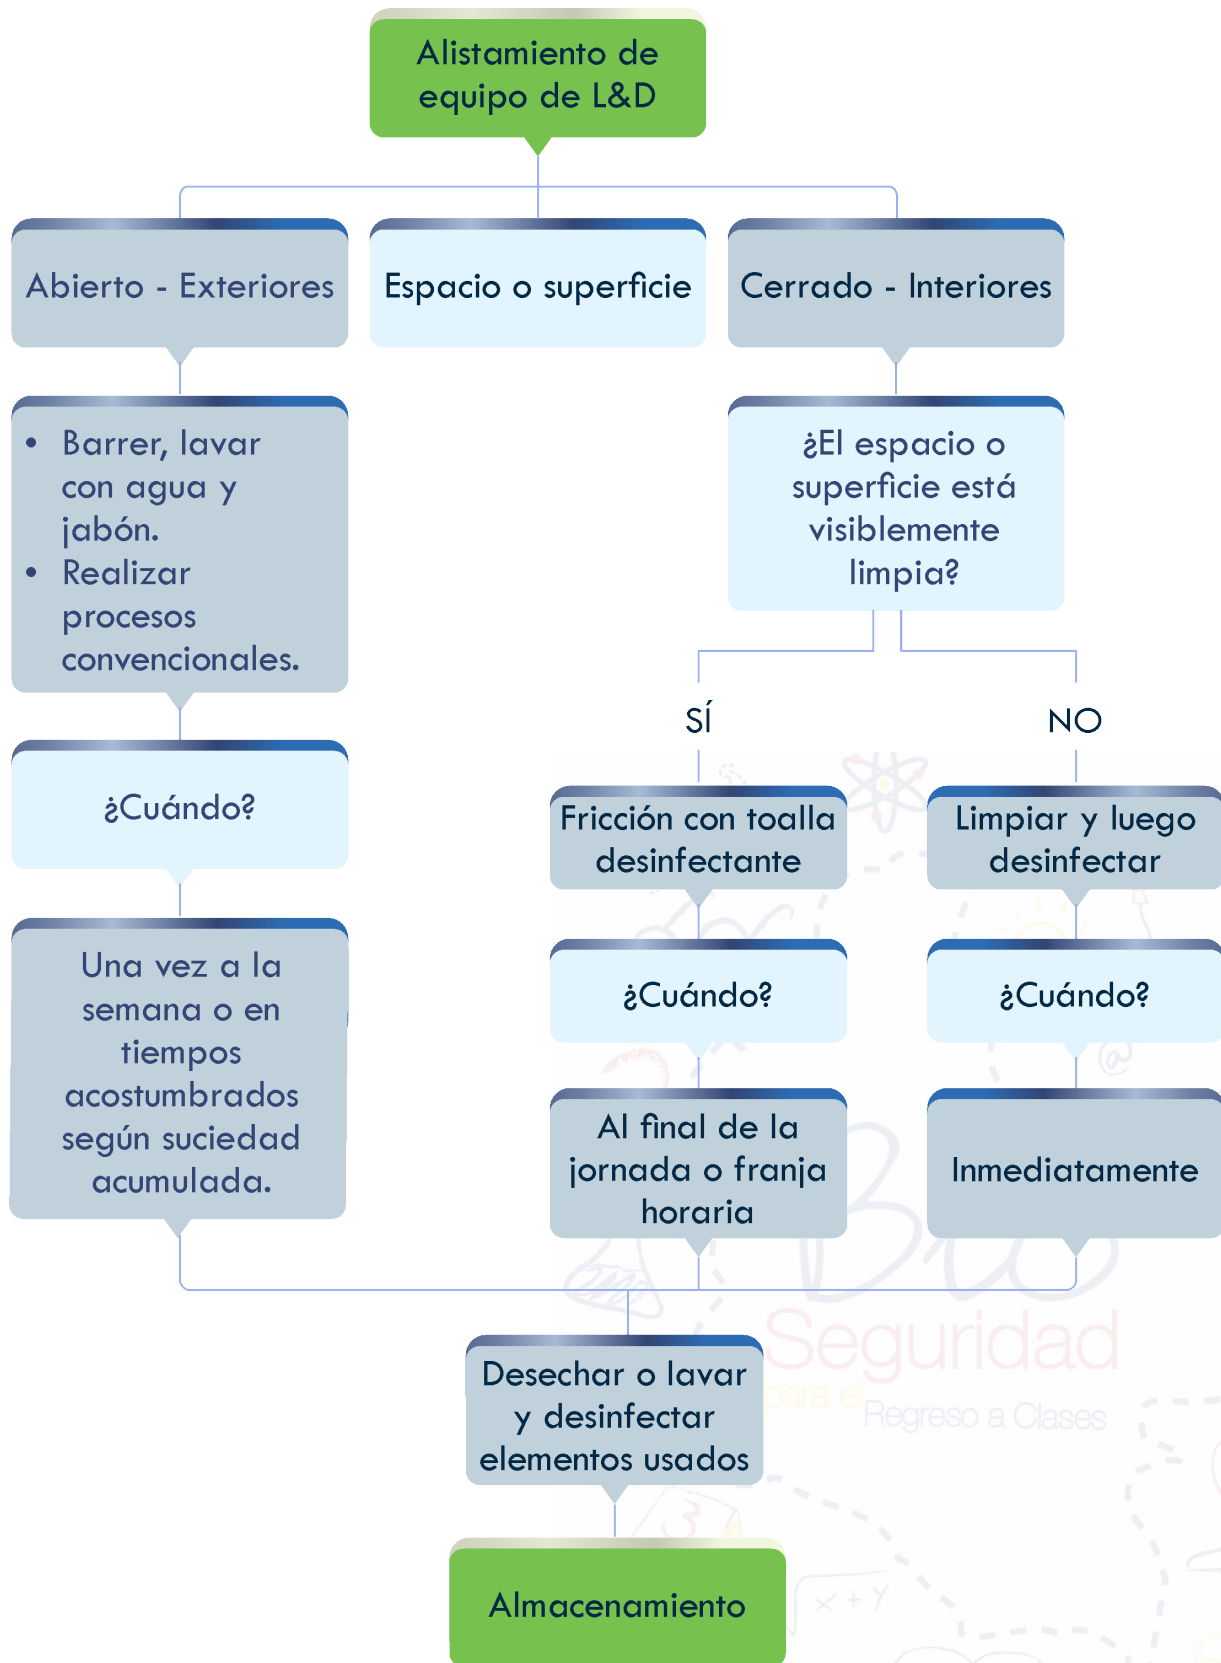 Alistamiento de
equipo de L&D
Abierto - Exteriores
Espacio o superficie
Cerrado - Interiores
• Barrer, lavar
con agua y
jabón.
• Realizar
procesos
convencionales.
¿El espacio o
superficie está
visiblemente
limpia?
SÍ
NO
¿Cuándo?
Fricción con toalla
desinfectante
Limpiar y luego
desinfectar
Una vez a la
semana o en
tiempos
acostumbrados
según suciedad
acumulada.
¿Cuándo?
¿Cuándo?
@
Al final de la
jornada o franja
horaria
Inmediatamente
Bio
Seguridad
para el
Regreso a Clases
Desechar o lavar
y desinfectar
elementos usados
3
Almacenamiento
x + y